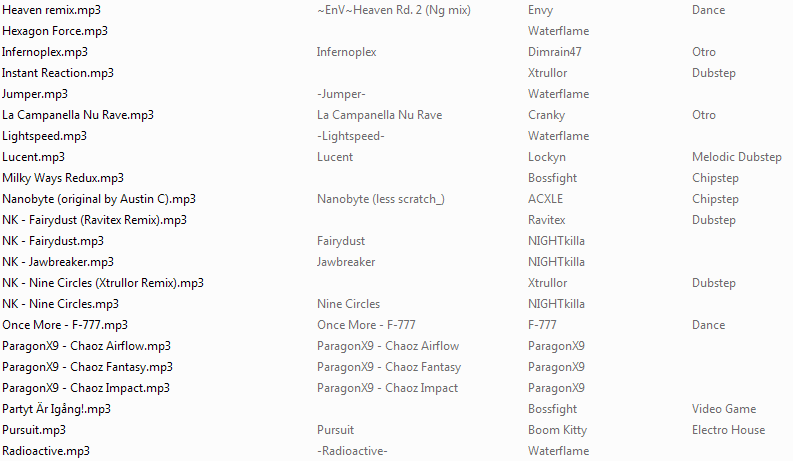 Heaven remix.mp3 ~EnV~Heaven Rd. 2 (Ng mix) Envy Dance
Hexagon Force.mp3 Waterflame
Infernoplex.mp3 Infernoplex Dimrain47 Otro
Instant Reaction.mp3 Xtrullor Dubstep
Jumper.mp3 -Jumper- Waterflame
La Campanella Nu Rave.mp3 La Campanella Nu Rave Cranky Otro
Lightspeed.mp3 -Lightspeed- Waterflame
Lucent.mp3 Lucent Lockyn Melodic Dubstep
Milky Ways Redux.mp3 Bossfight Chipstep
Nanobyte (original by Austin C).mp3 Nanobyte (less scratch_) ACXLE Chipstep
NK - Fairydust (Ravitex Remix).mp3 Ravitex Dubstep
NK - Fairydust.mp3 Fairydust NIGHTkilla
NK - Jawbreaker.mp3 Jawbreaker NIGHTkilla
NK - Nine Circles (Xtrullor Remix).mp3 Xtrullor Dubstep
NK - Nine Circles.mp3 Nine Circles NIGHTkilla
Once More - F-777.mp3 Once More - F-777 F-777 Dance
ParagonX9 - Chaoz Airflow.mp3 ParagonX9 - Chaoz Airflow ParagonX9
ParagonX9 - Chaoz Fantasy.mp3 ParagonX9 - Chaoz Fantasy ParagonX9
ParagonX9 - Chaoz Impact.mp3 ParagonX9 - Chaoz Impact ParagonX9
Partyt Är Igång!.mp3 Bossfight Video Game
Pursuit.mp3 Pursuit Boom Kitty Electro House
Radioactive.mp3 -Radioactive- Waterflame